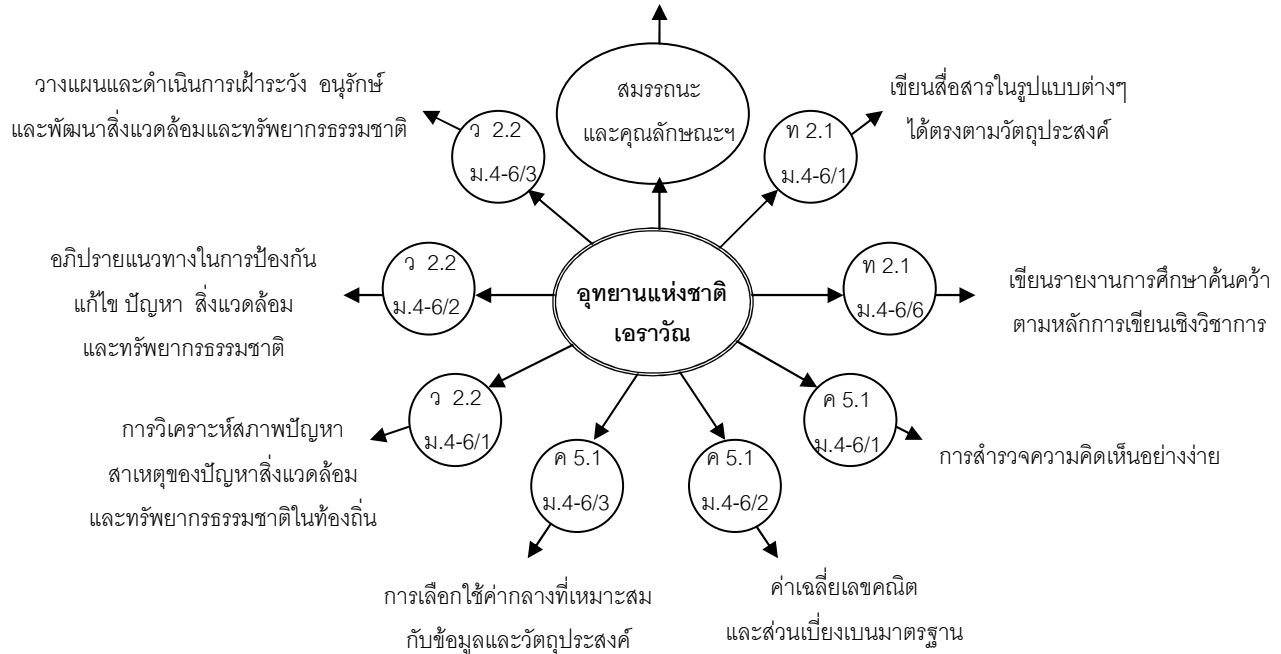 สมรรถนะ
และคุณลักษณะฯ
วางแผนและดำเนินการเฝ้าระวัง อนุรักษ์
และพัฒนาสิ่งแวดล้อมและทรัพยากรธรรมชาติ
ว 2.2
ม.4-6/3
ท 2.1
ม.4-6/1
เขียนสื่อสารในรูปแบบต่างๆ
ได้ตรงตามวัตถุประสงค์
อภิปรายแนวทางในการป้องกัน
แก้ไข ปัญหา สิ่งแวดล้อม
และทรัพยากรธรรมชาติ
ว 2.2
ม.4-6/2
อุทยานแห่งชาติ
เอราวัณ
ท 2.1
ม.4-6/6
เขียนรายงานการศึกษาค้นคว้า
ตามหลักการเขียนเชิงวิชาการ
การวิเคราะห์สภาพปัญหา
สาเหตุของปัญหาสิ่งแวดล้อม
และทรัพยากรธรรมชาติในท้องถิ่น
ว 2.2
ม.4-6/1
ค 5.1
ม.4-6/3
ค 5.1
ม.4-6/2
ค 5.1
ม.4-6/1
การสำรวจความคิดเห็นอย่างง่าย
การเลือกใช้ค่ากลางที่เหมาะสม
กับข้อมูลและวัตถุประสงค์
ค่าเฉลี่ยเลขคณิต
และส่วนเบี่ยงเบนมาตรฐาน